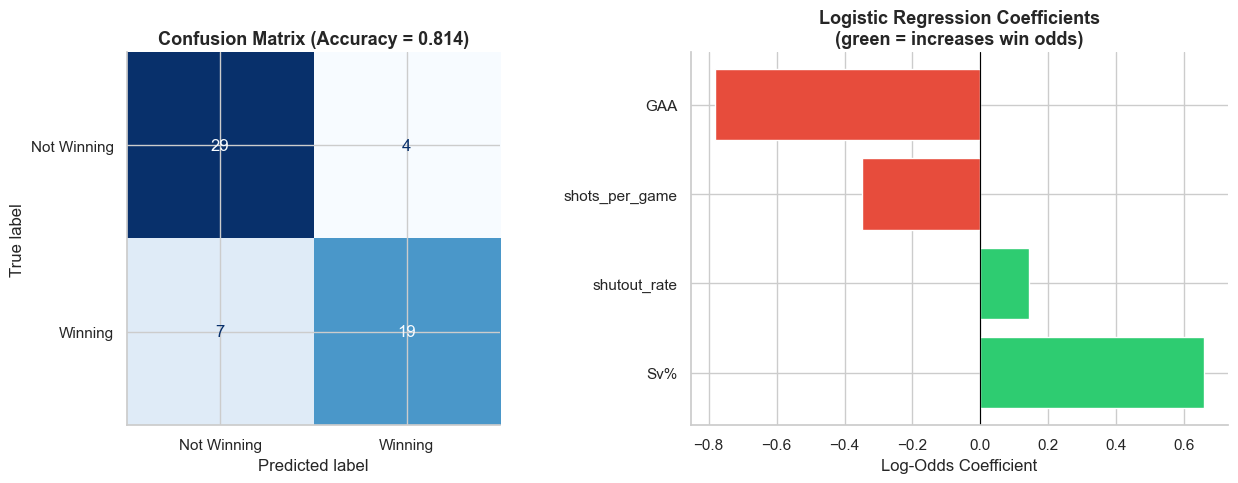 Confusion Matrix (Accuracy = 0.814)
True label
Not Winning
29
4
Winning
7
19
Not Winning
Winning
Predicted label
Logistic Regression Coefficients
(green = increases win odds)
GAA
shots_per_game
shutout_rate
Sv%
−0.8
−0.6
−0.4
−0.2
0.0
0.2
0.4
0.6
Log-Odds Coefficient